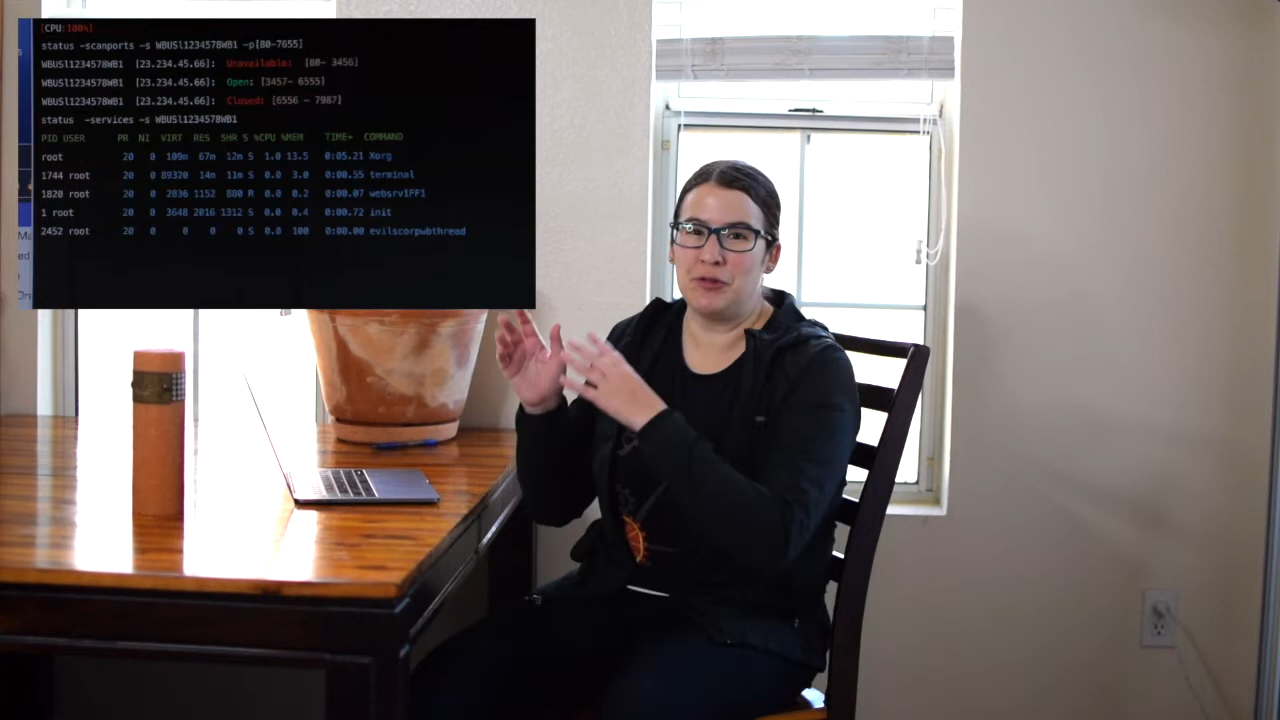 [CPU:100%]
status -scanports -s WBUSl1234578WB1 -p[80-7655]
WBUSl1234578WB1 [23.234.45.66]: Unavailable: [80- 3456]
WBUSl1234578WB1 [23.234.45.66]: Open: [3457- 6555]
WBUSl1234578WB1 [23.234.45.66]: Closed: [6556 - 7987]
status -services -s WBUSl1234578WB1
PID USER PR NI VIRT RES SHR S %CPU %MEM TIME+ COMMAND
root 20 0 109m 67m 12m S 1.0 13.5 0:05.21 Xorg
1744 root 20 0 89320 14m 11m S 0.0 3.0 0:00.55 terminal
1820 root 20 0 2836 1152 880 R 0.0 0.2 0:00.07 websrv1FF1
1 root 20 0 3648 2016 1312 S 0.0 0.4 0:00.72 init
2452 root 20 0 0 0 0 S 0.0 100 0:00.00 evilscorpwbthread